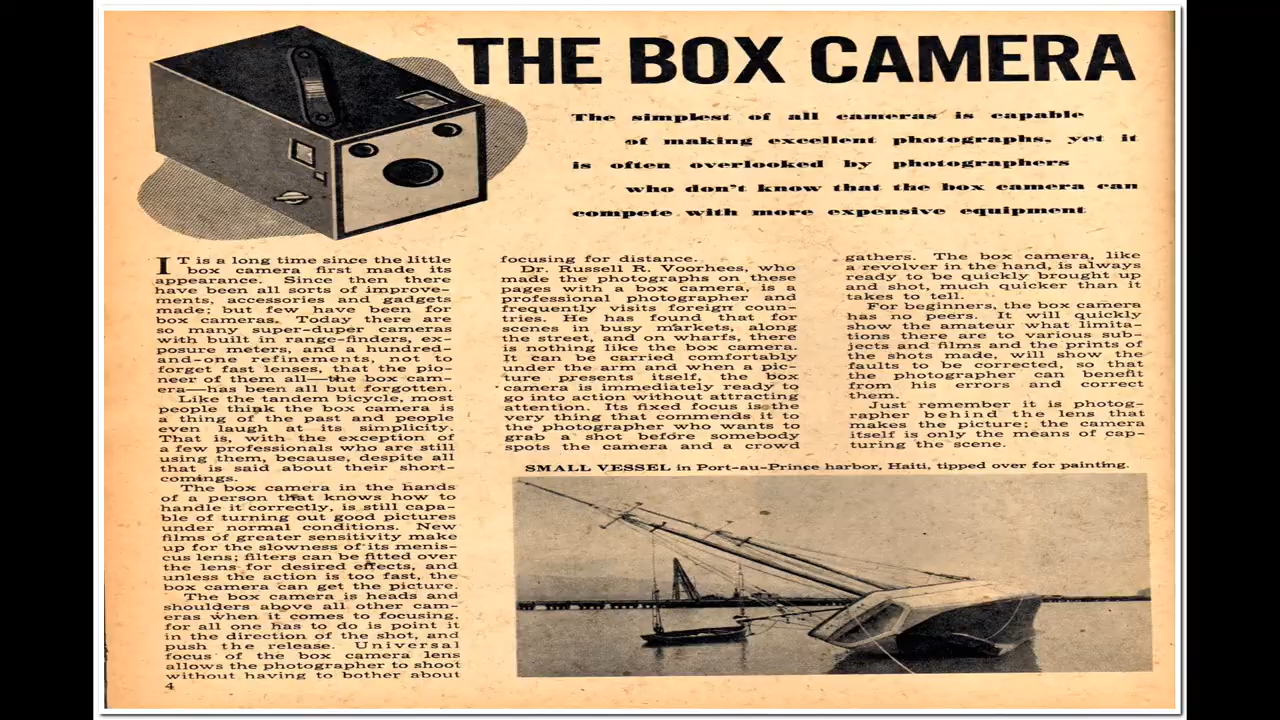 THE BOX CAMERA
The simplest of all cameras is capable
of making excellent photographs, yet it
is often overlooked by photographers
who don't know that the box camera can
compete with more expensive equipment
IT is a long time since the little
box camera first made its
appearance. Since then there
have been all sorts of improve-
ments, accessories and gadgets
made; but few have been for
box cameras. Today there are
so many super-duper cameras
with built in range-finders, ex-
posure meters, and a hundred-
and-one refinements, not to
forget fast lenses, that the pio-
neer of them all—the box cam-
era—has been all but forgotten.
Like the tandem bicycle, most
people think the box camera is
a thing of the past and people
even laugh at its simplicity.
That is, with the exception of
a few professionals who are still
using them, because, despite all
that is said about their short-
comings.
The box camera in the hands
of a person that knows how to
handle it correctly, is still capa-
ble of turning out good pictures
under normal conditions. New
films of greater sensitivity make
up for the slowness of its menis-
cus lens; filters can be fitted over
the lens for desired effects, and
unless the action is too fast, the
box camera can get the picture.
The box camera is heads and
shoulders above all other cam-
eras when it comes to focusing,
for all one has to do is point it
in the direction of the shot, and
push the release. Universal
focus of the box camera lens
allows the photographer to shoot
without having to bother about
4
focusing for distance.
Dr. Russell R. Voorhees, who
made the photographs on these
pages with a box camera, is a
professional photographer and
frequently visits foreign coun-
tries. He has found that for
scenes in busy markets, along
the street, and on wharfs, there
is nothing like the box camera.
It can be carried comfortably
under the arm and when a pic-
ture presents itself, the box
camera is immediately ready to
go into action without attracting
attention. Its fixed focus is the
very thing that commends it to
the photographer who wants to
grab a shot before somebody
spots the camera and a crowd
gathers. The box camera, like
a revolver in the hand, is always
ready to be quickly brought up
and shot, much quicker than it
takes to tell.
For beginners, the box camera
has no peers. It will quickly
show the amateur what limita-
tions there are to various sub-
jects and films and the prints of
the shots made, will show the
faults to be corrected, so that
the photographer can benefit
from his errors and correct
them.
Just remember it is photog-
rapher behind the lens that
makes the picture; the camera
itself is only the means of cap-
turing the scene.
SMALL VESSEL in Port-au-Prince harbor, Haiti, tipped over for painting.